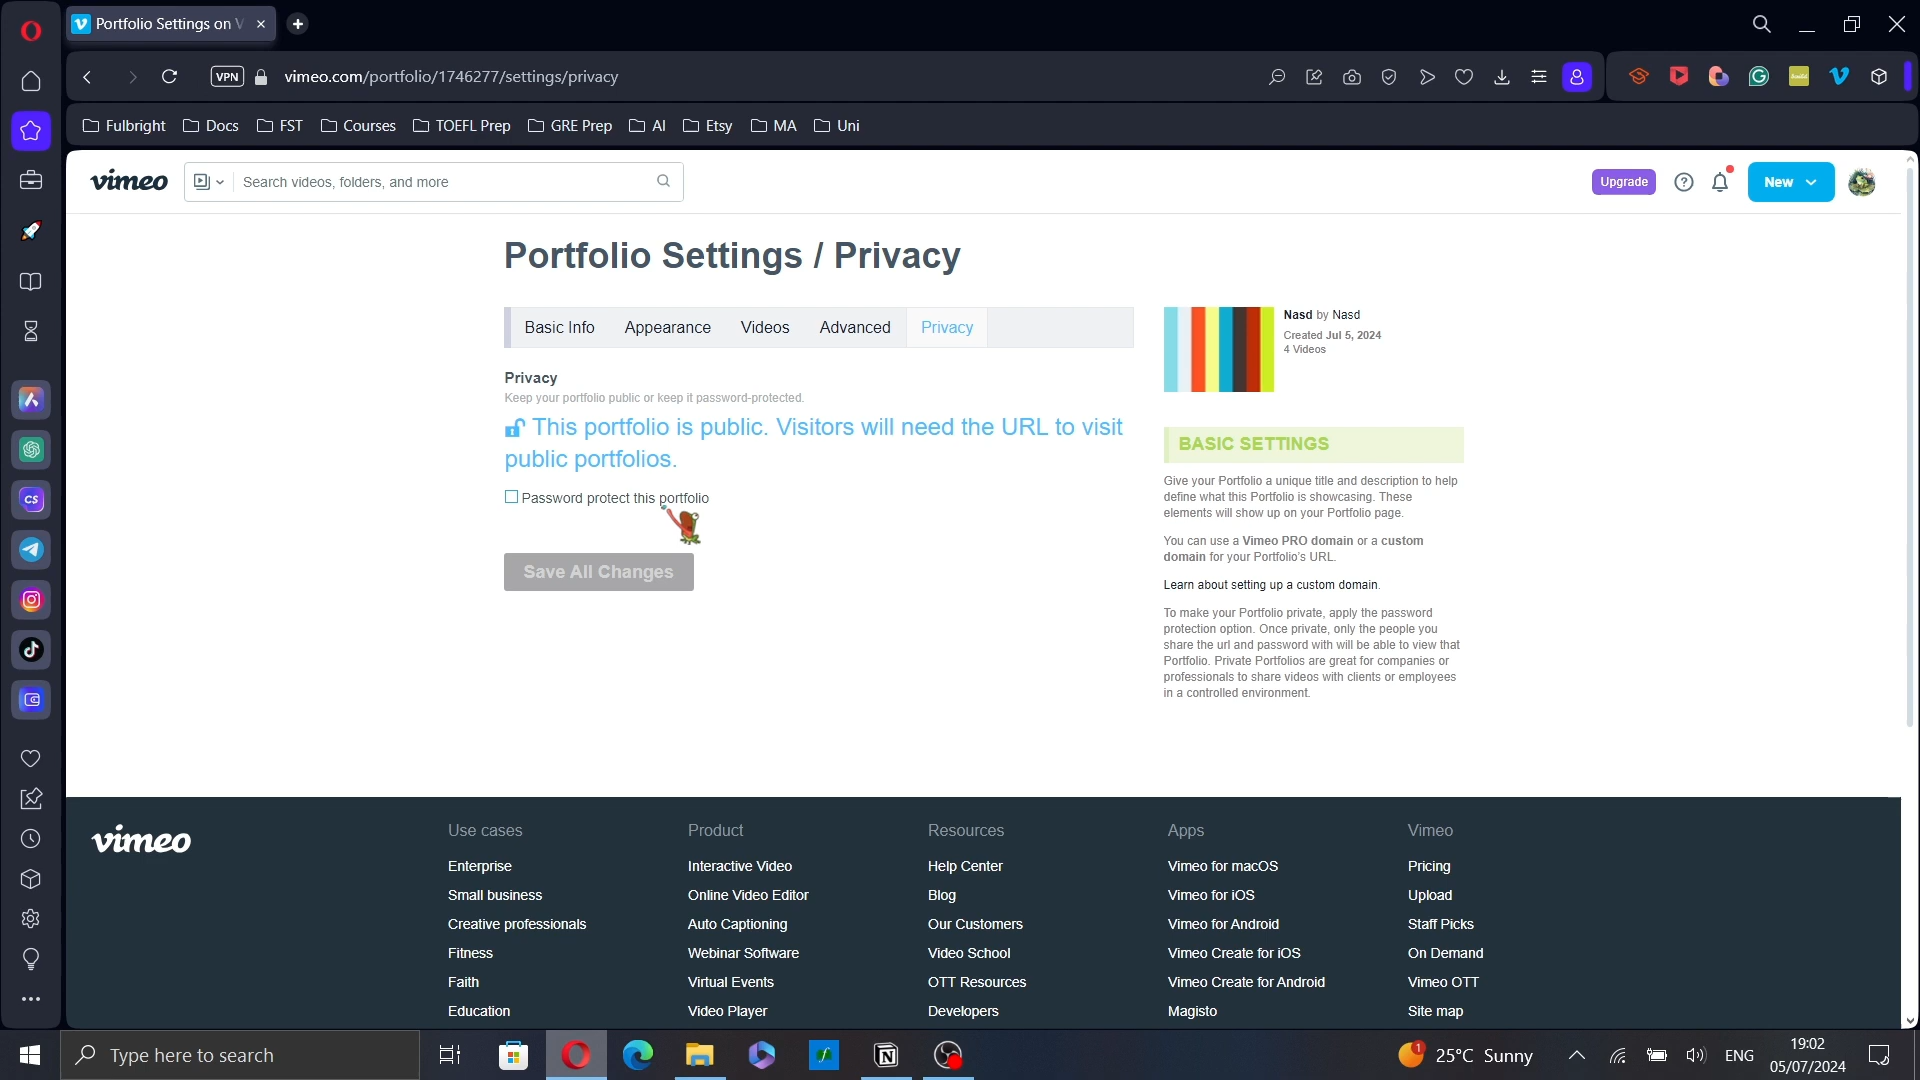 Portfolio Settings on V
VPN
vimeo.com/portfolio/1746277/settings/privacy
Fulbright
Docs
FST
Courses
TOEFL Prep
GRE Prep
AI
Etsy
MA
Uni
vimeo
Search videos, folders, and more
Upgrade
New
Portfolio Settings / Privacy
Basic Info
Appearance
Videos
Advanced
Privacy
Privacy
Keep your portfolio public or keep it password-protected.
This portfolio is public. Visitors will need the URL to visit
public portfolios.
Password protect this portfolio
Save All Changes
Nasd by Nasd
Created Jul 5, 2024
4 Videos
BASIC SETTINGS
Give your Portfolio a unique title and description to help
define what this Portfolio is showcasing. These
elements will show up on your Portfolio page.
You can use a Vimeo PRO domain or a custom
domain for your Portfolio's URL.
Learn about setting up a custom domain.
To make your Portfolio private, apply the password
protection option. Once private, only the people you
share the url and password with will be able to view that
Portfolio. Private Portfolios are great for companies or
professionals to share videos with clients or employees
in a controlled environment.
CS
vimeo
Use cases
Enterprise
Small business
Creative professionals
Fitness
Faith
Education
Product
Interactive Video
Online Video Editor
Auto Captioning
Webinar Software
Virtual Events
Video Player
Resources
Help Center
Blog
Our Customers
Video School
OTT Resources
Developers
Apps
Vimeo for macOS
Vimeo for iOS
Vimeo for Android
Vimeo Create for iOS
Vimeo Create for Android
Magisto
Vimeo
Pricing
Upload
Staff Picks
On Demand
Vimeo OTT
Site map
Type here to search
1
25°C Sunny
ENG
19:02
05/07/2024